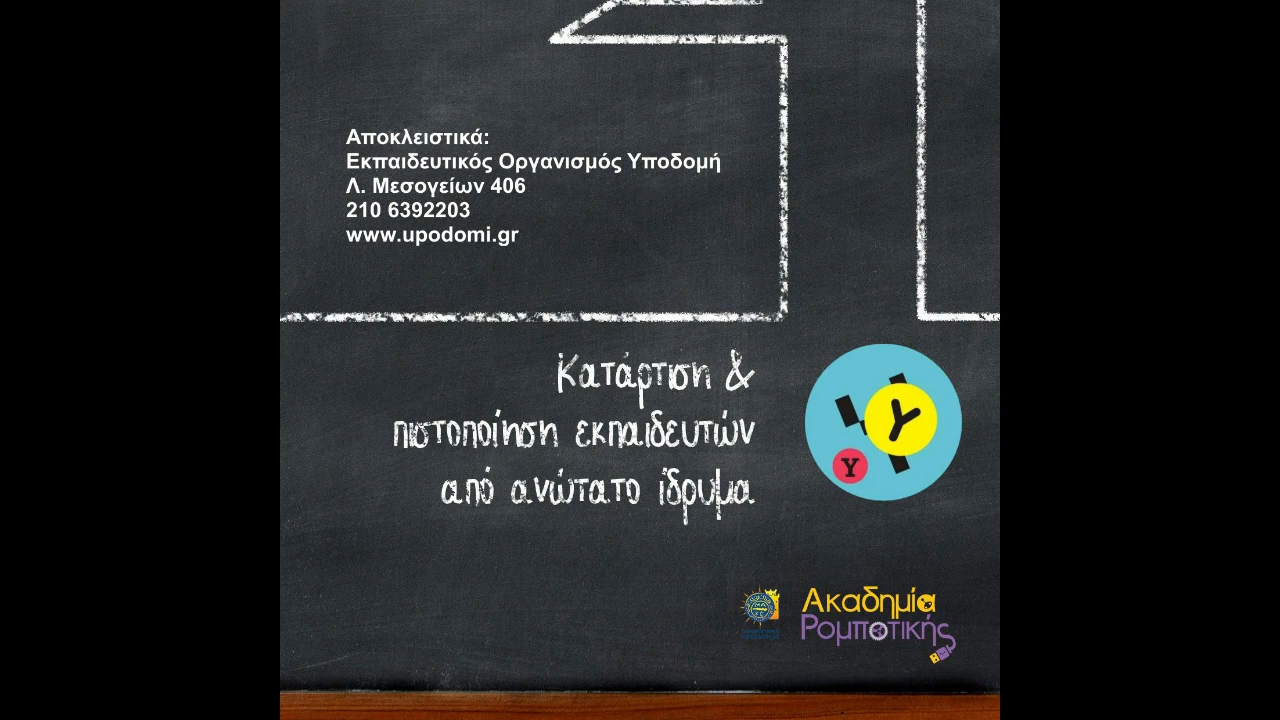 Αποκλειστικά:
Εκπαιδευτικός Οργανισμός Υποδομή
Λ. Μεσογείων 406
210 6392203
www.upodomi.gr
Κατάρτιση &
πιστοποίηση εκπαιδευτών
από ανώτατο ίδρυμα
Υ
Υ
Ακαδημία
Ρομποτικής